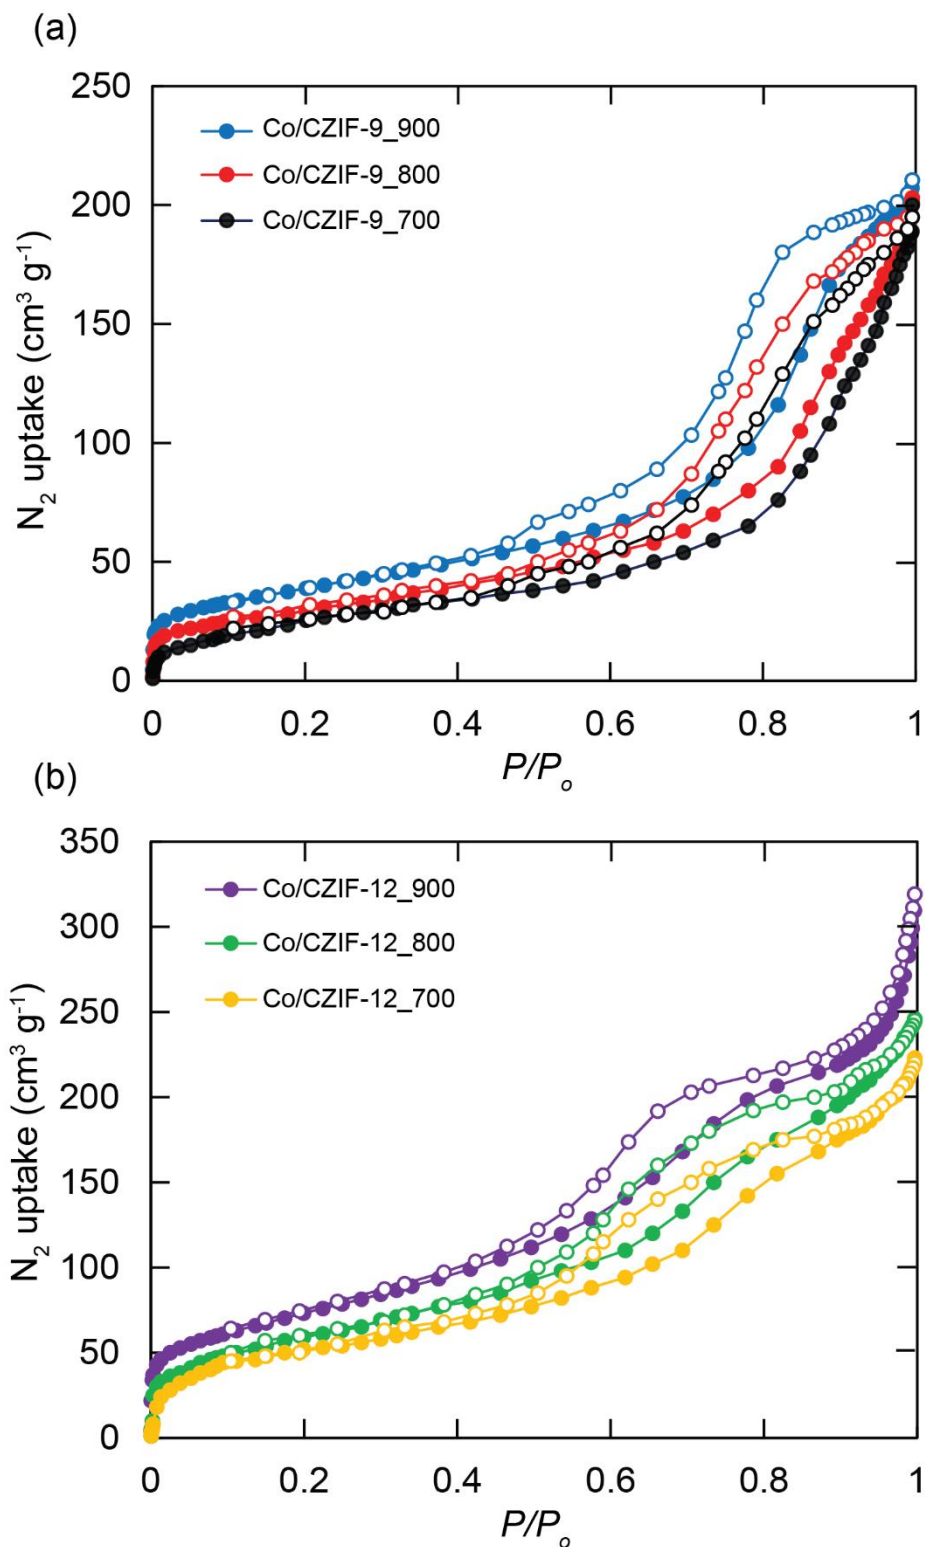 (a)
250
200
150
100
50
0
N₂ uptake (cm³ g⁻¹)
Co/CZIF-9_900
Co/CZIF-9_800
Co/CZIF-9_700
0 0.2 0.4 0.6 0.8 1
P/Pₒ
(b)
350
300
250
200
150
100
50
0
N₂ uptake (cm³ g⁻¹)
Co/CZIF-12_900
Co/CZIF-12_800
Co/CZIF-12_700
0 0.2 0.4 0.6 0.8 1
P/Pₒ